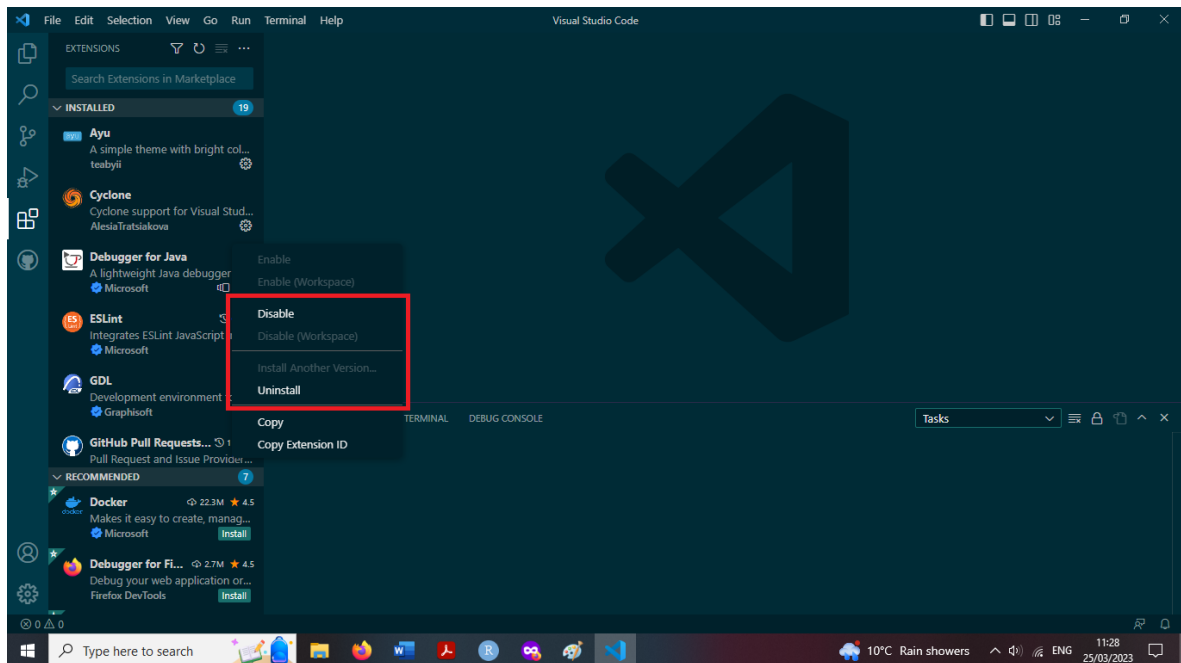 File Edit Selection View Go Run Terminal Help
Visual Studio Code
EXTENSIONS
Search Extensions in Marketplace
INSTALLED
19
Ayu
A simple theme with bright col...
teabyii
Cyclone
Cyclone support for Visual Stud...
AlesiaTratsiakova
Debugger for Java
A lightweight Java debugger
Microsoft
ESLint
Integrates ESLint JavaScript
Microsoft
GDL
Development environment
Graphisoft
GitHub Pull Requests...
Pull Request and Issue Provider...
Enable
Enable (Workspace)
Disable
Disable (Workspace)
Install Another Version...
Uninstall
Copy
Copy Extension ID
TERMINAL DEBUG CONSOLE
Tasks
RECOMMENDED
7
Docker 22.3M 4.5
Makes it easy to create, manag...
Microsoft
Install
Debugger for Fi... 2.7M 4.5
Debug your web application or...
Firefox DevTools
Install
0 0
Type here to search
10°C Rain showers
ENG
11:28
25/03/2023